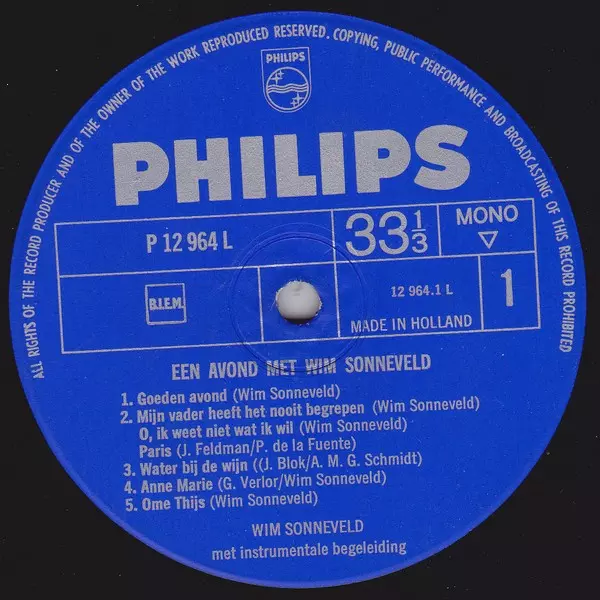 ALL RIGHTS OF THE RECORD PRODUCER AND OF THE OWNER OF THE WORK REPRODUCED RESERVED. COPYING, PUBLIC PERFORMANCE AND BROADCASTING OF THIS RECORD PROHIBITED
PHILIPS
PHILIPS
P 12 964 L
33 1/3
MONO
B.I.E.M.
12 964.1 L
1
MADE IN HOLLAND
EEN AVOND MET WIM SONNEVELD
1. Goeden avond (Wim Sonneveld)
2. Mijn vader heeft het nooit begrepen (Wim Sonneveld)
O, ik weet niet wat ik wil (Wim Sonneveld)
Paris (J. Feldman/P. de la Fuente)
3. Water bij de wijn ((J. Blok/A. M. G. Schmidt)
4. Anne Marie (G. Verlor/Wim Sonneveld)
5. Ome Thijs (Wim Sonneveld)
WIM SONNEVELD
met instrumentale begeleiding